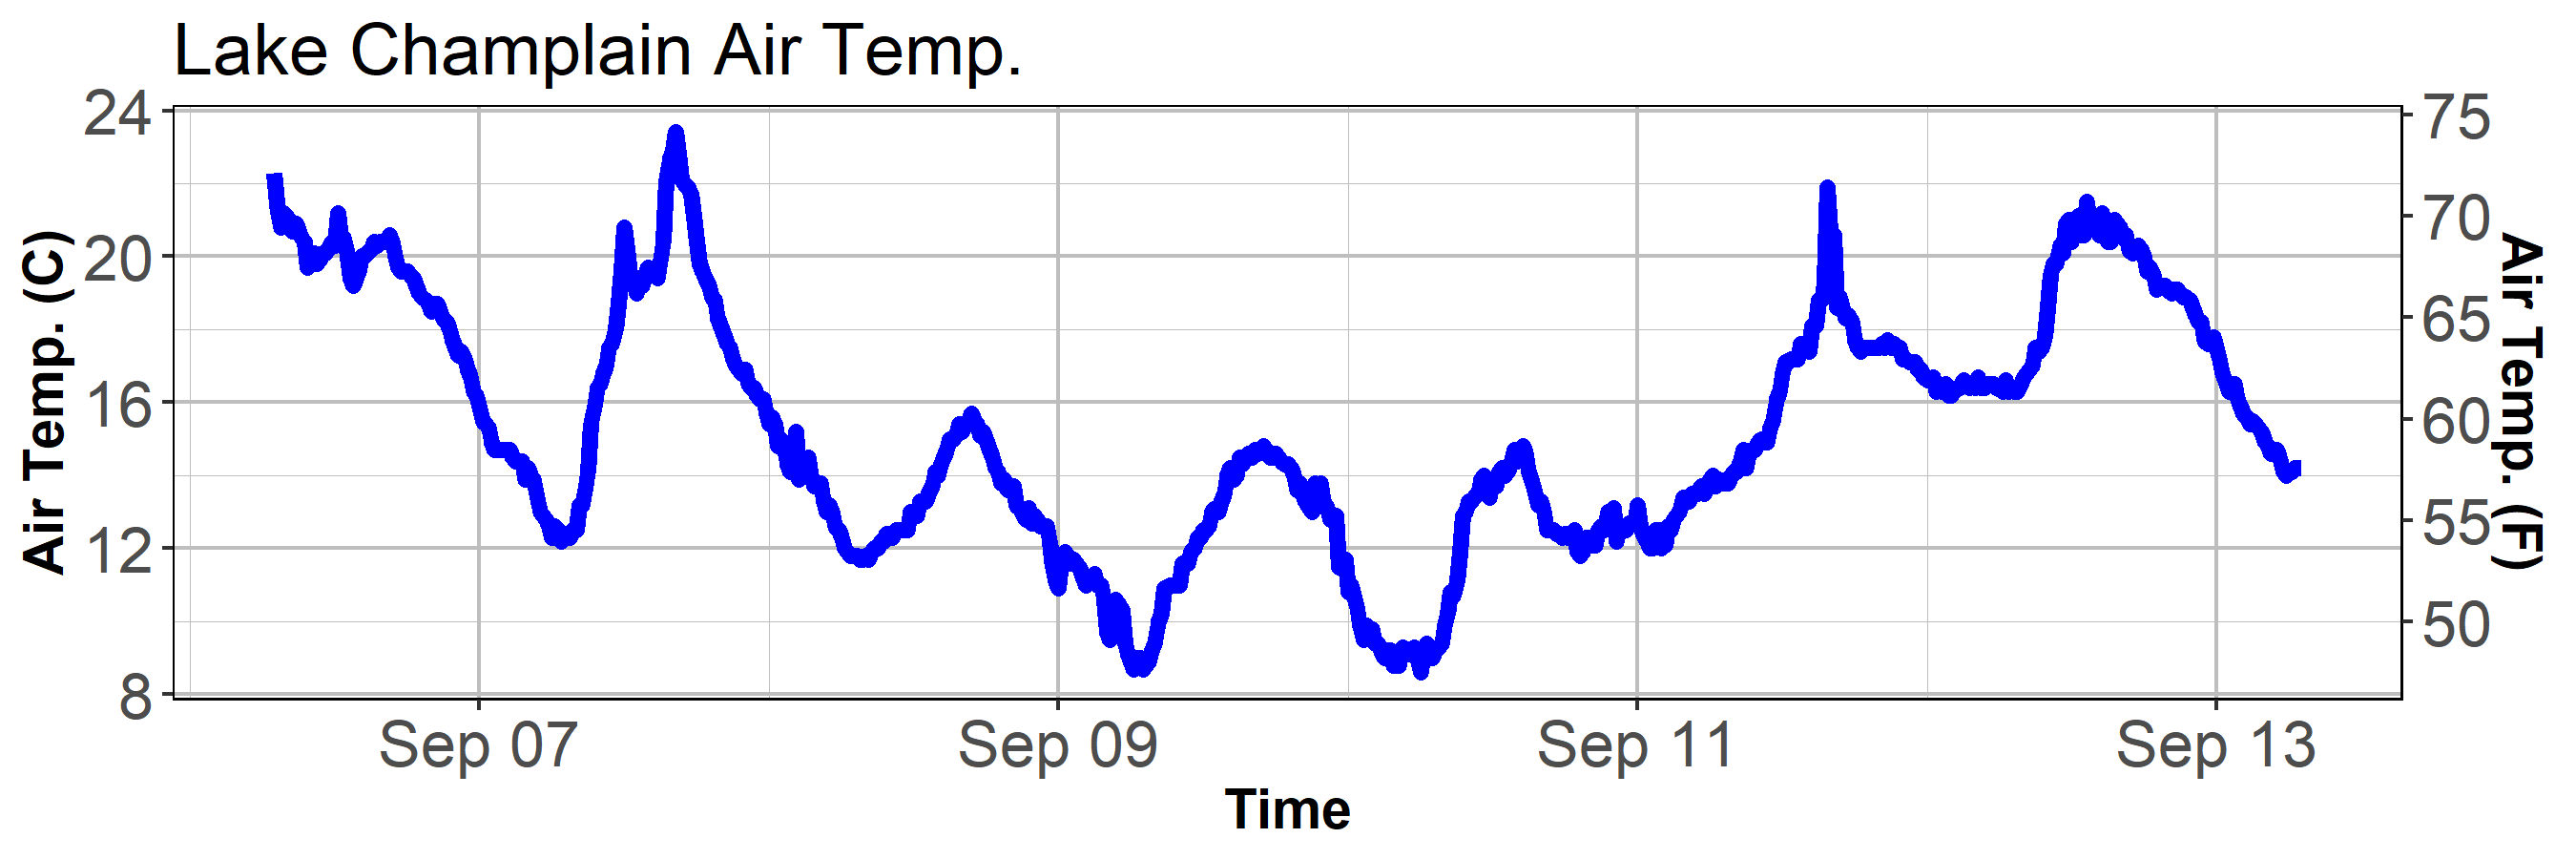 Lake Champlain Air Temp.
Air Temp. (C)
24
20
16
12
8
75
70
65
60
55
50
Air Temp. (F)
Sep 07 Sep 09 Sep 11 Sep 13
Time